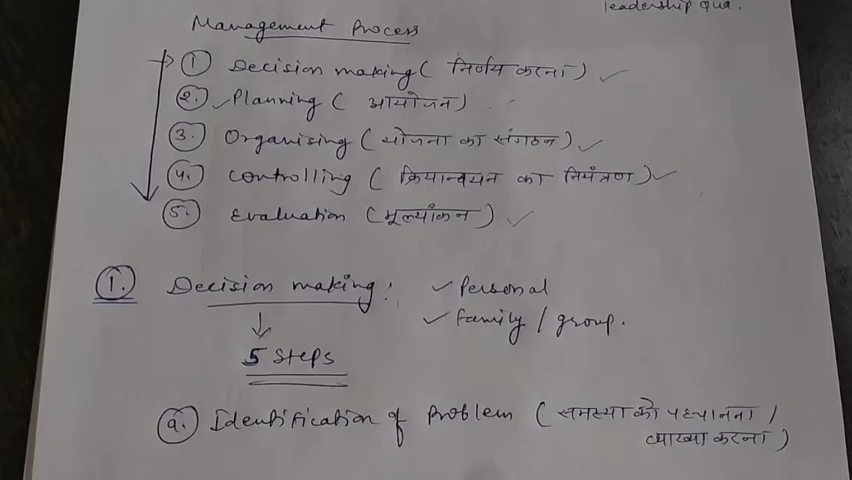 leadership qua.
Management Process
① Decision making ( निर्णय करना ) ✓
②. ✓ Planning ( आयोजन )
③. Organising ( योजना का संगठन ) ✓
④. Controlling ( क्रियान्वयन का नियंत्रण ) ✓
⑤. Evaluation ( मूल्यांकन ) ✓
①. Decision making : ✓ Personal
✓ Family / group.
↓
5 Steps
ⓐ. Identification of Problem ( समस्या को पहचानना /
व्याख्या करना )